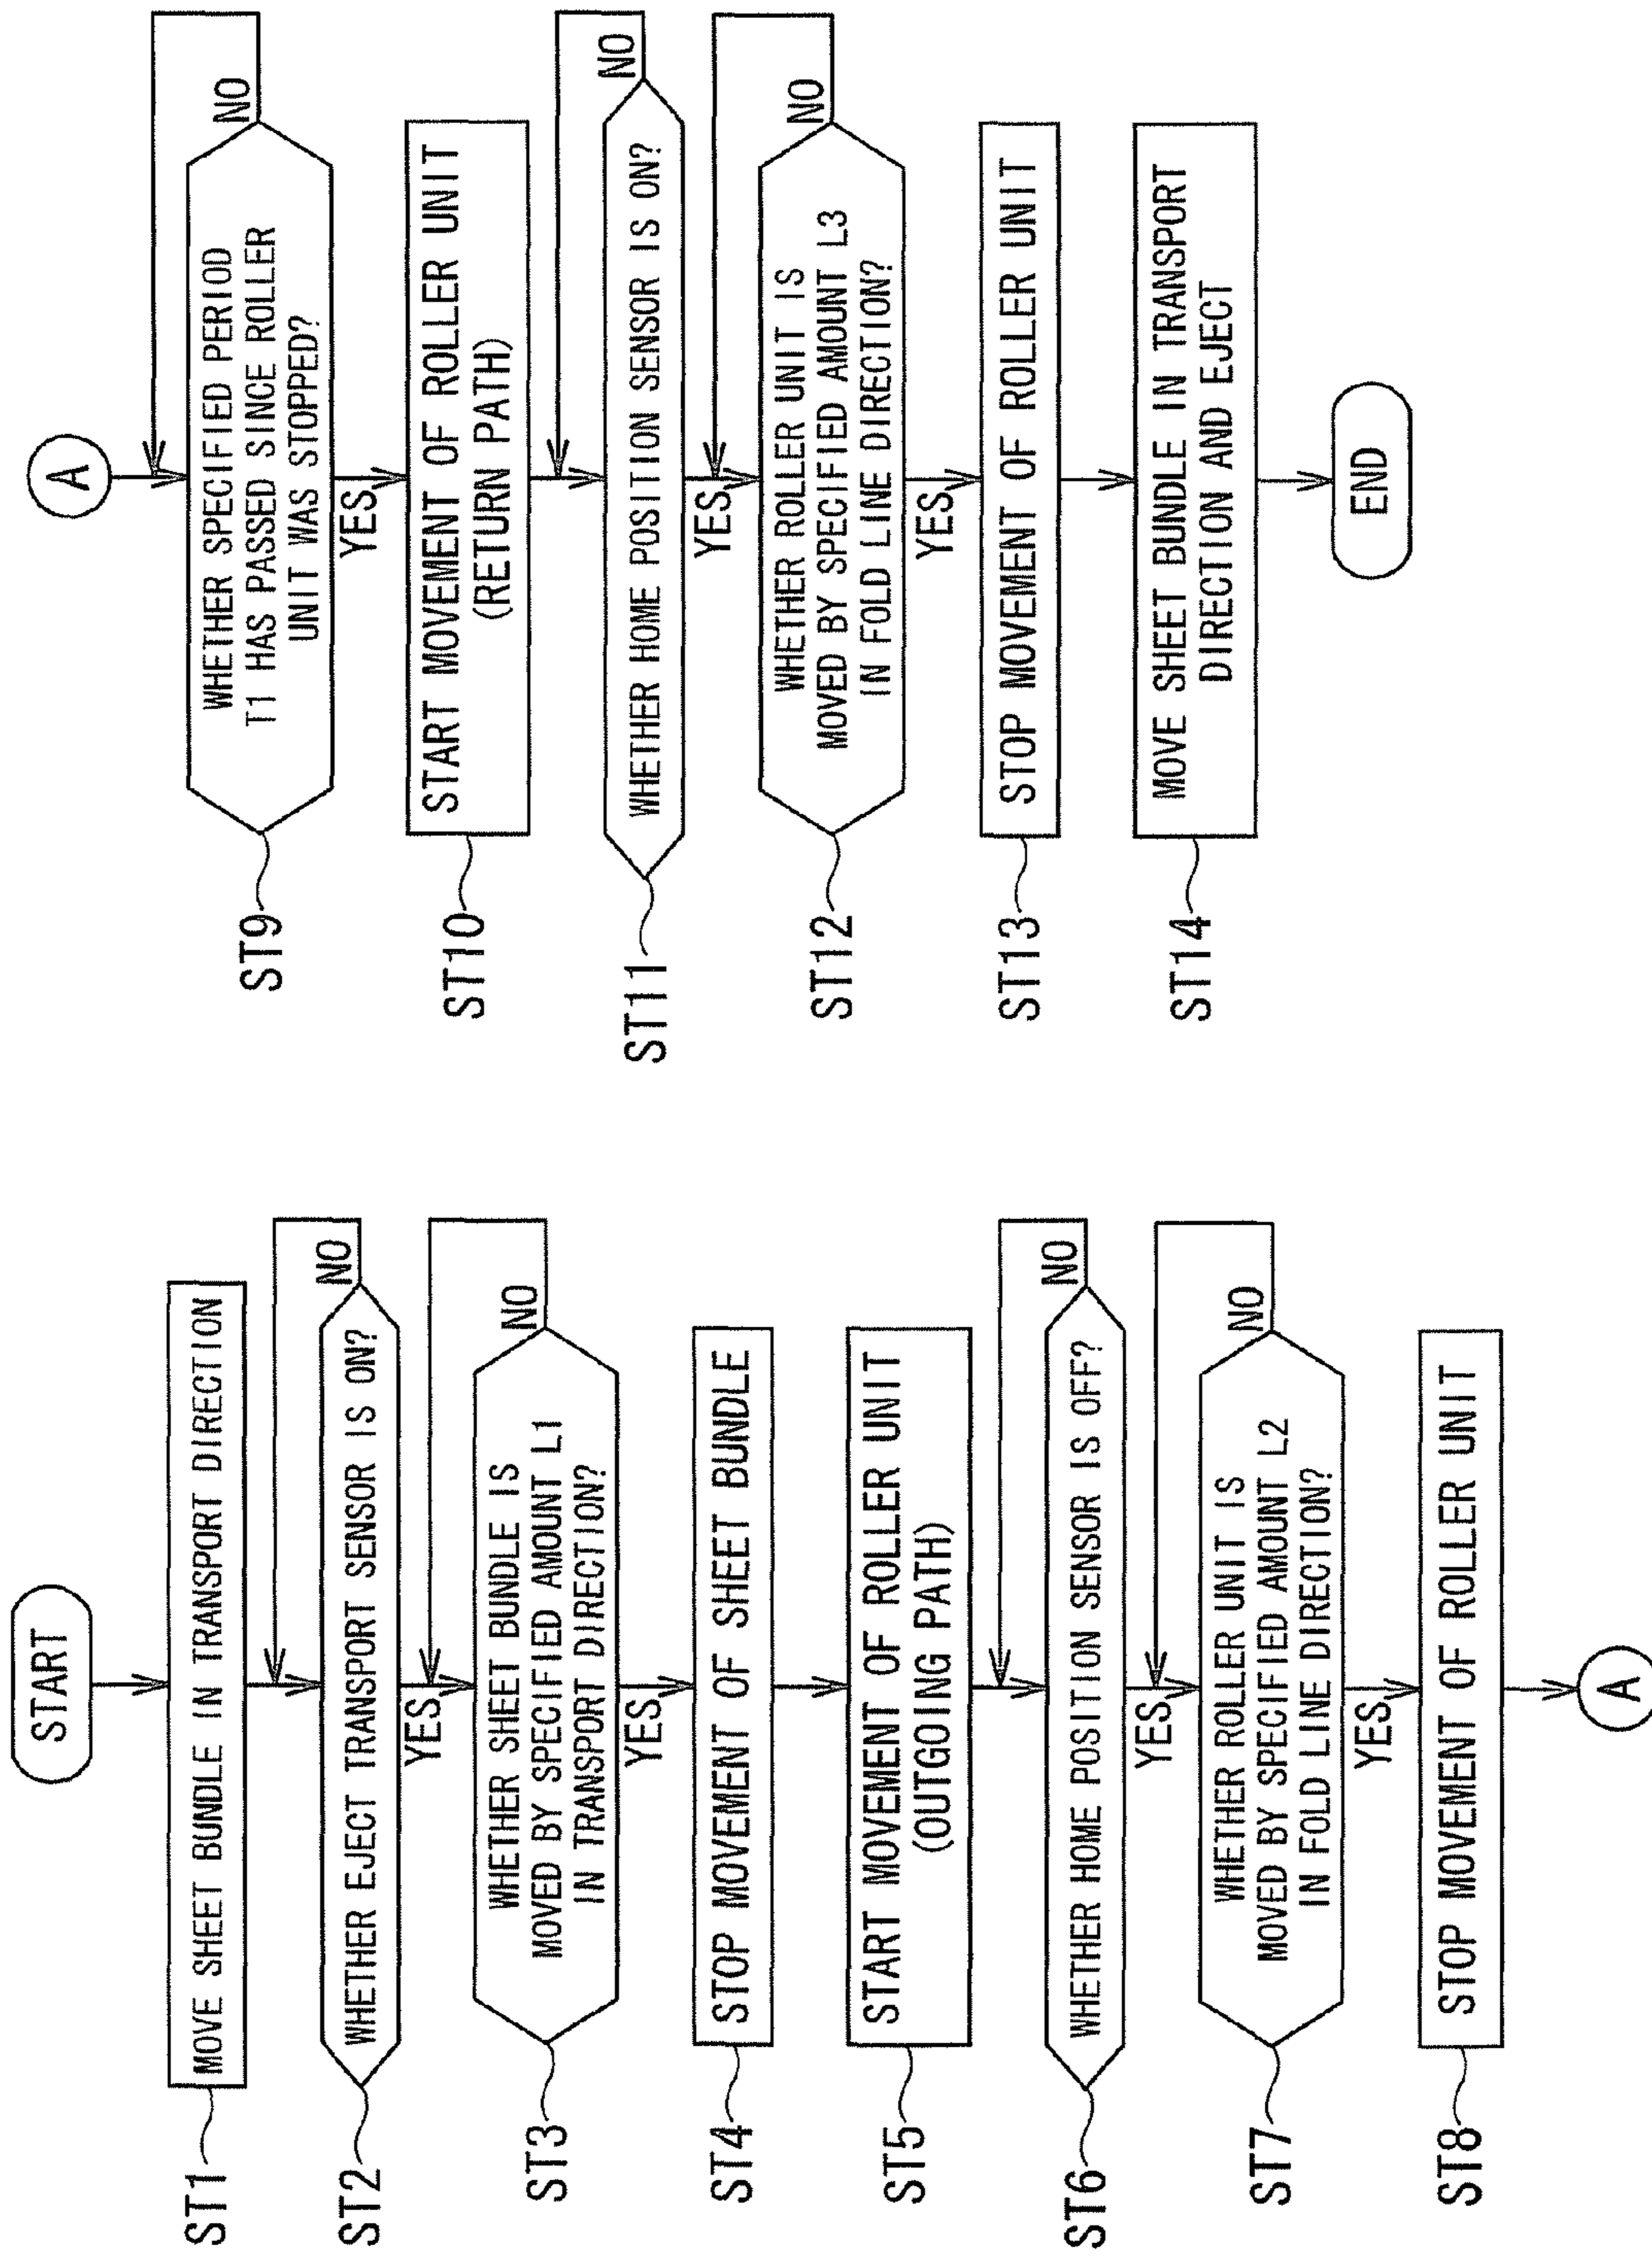 START
ST1
MOVE SHEET BUNDLE IN TRANSPORT DIRECTION
ST2
WHETHER EJECT TRANSPORT SENSOR IS ON?
NO
YES
ST3
WHETHER SHEET BUNDLE IS
MOVED BY SPECIFIED AMOUNT L1
IN TRANSPORT DIRECTION?
NO
YES
ST4
STOP MOVEMENT OF SHEET BUNDLE
ST5
START MOVEMENT OF ROLLER UNIT
(OUTGOING PATH)
ST6
WHETHER HOME POSITION SENSOR IS OFF?
NO
YES
ST7
WHETHER ROLLER UNIT IS
MOVED BY SPECIFIED AMOUNT L2
IN FOLD LINE DIRECTION?
NO
YES
ST8
STOP MOVEMENT OF ROLLER UNIT
A
A
ST9
WHETHER SPECIFIED PERIOD
T1 HAS PASSED SINCE ROLLER
UNIT WAS STOPPED?
NO
YES
ST10
START MOVEMENT OF ROLLER UNIT
(RETURN PATH)
ST11
WHETHER HOME POSITION SENSOR IS ON?
NO
YES
ST12
WHETHER ROLLER UNIT IS
MOVED BY SPECIFIED AMOUNT L3
IN FOLD LINE DIRECTION?
NO
YES
ST13
STOP MOVEMENT OF ROLLER UNIT
ST14
MOVE SHEET BUNDLE IN TRANSPORT
DIRECTION AND EJECT
END